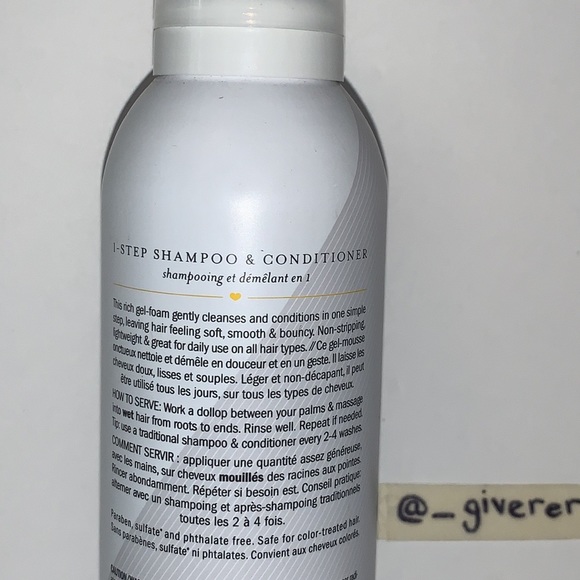 1-STEP SHAMPOO & CONDITIONER
shampooing et démêlant en 1
This rich gel-foam gently cleanses and conditions in one simple
step, leaving hair feeling soft, smooth & bouncy. Non-stripping,
lightweight & great for daily use on all hair types. // Ce gel-mousse
onctueux nettoie et démêle en douceur et en un geste. Il laisse les
cheveux doux, lisses et souples. Léger et non-décapant, il peut
être utilisé tous les jours, sur tous les types de cheveux.
HOW TO SERVE: Work a dollop between your palms & massage
into wet hair from roots to ends. Rinse well. Repeat if needed.
Tip: use a traditional shampoo & conditioner every 2-4 washes.
COMMENT SERVIR : appliquer une quantité assez généreuse,
avec les mains, sur cheveux mouillés des racines aux pointes.
Rincer abondamment. Répéter si besoin est. Conseil pratique:
alterner avec un shampooing et après-shampoing traditionnels
toutes les 2 à 4 fois.
Paraben, sulfate* and phthalate free. Safe for color-treated hair.
Sans parabènes, sulfate* ni phtalates. Convient aux cheveux colorés.
@_giverer